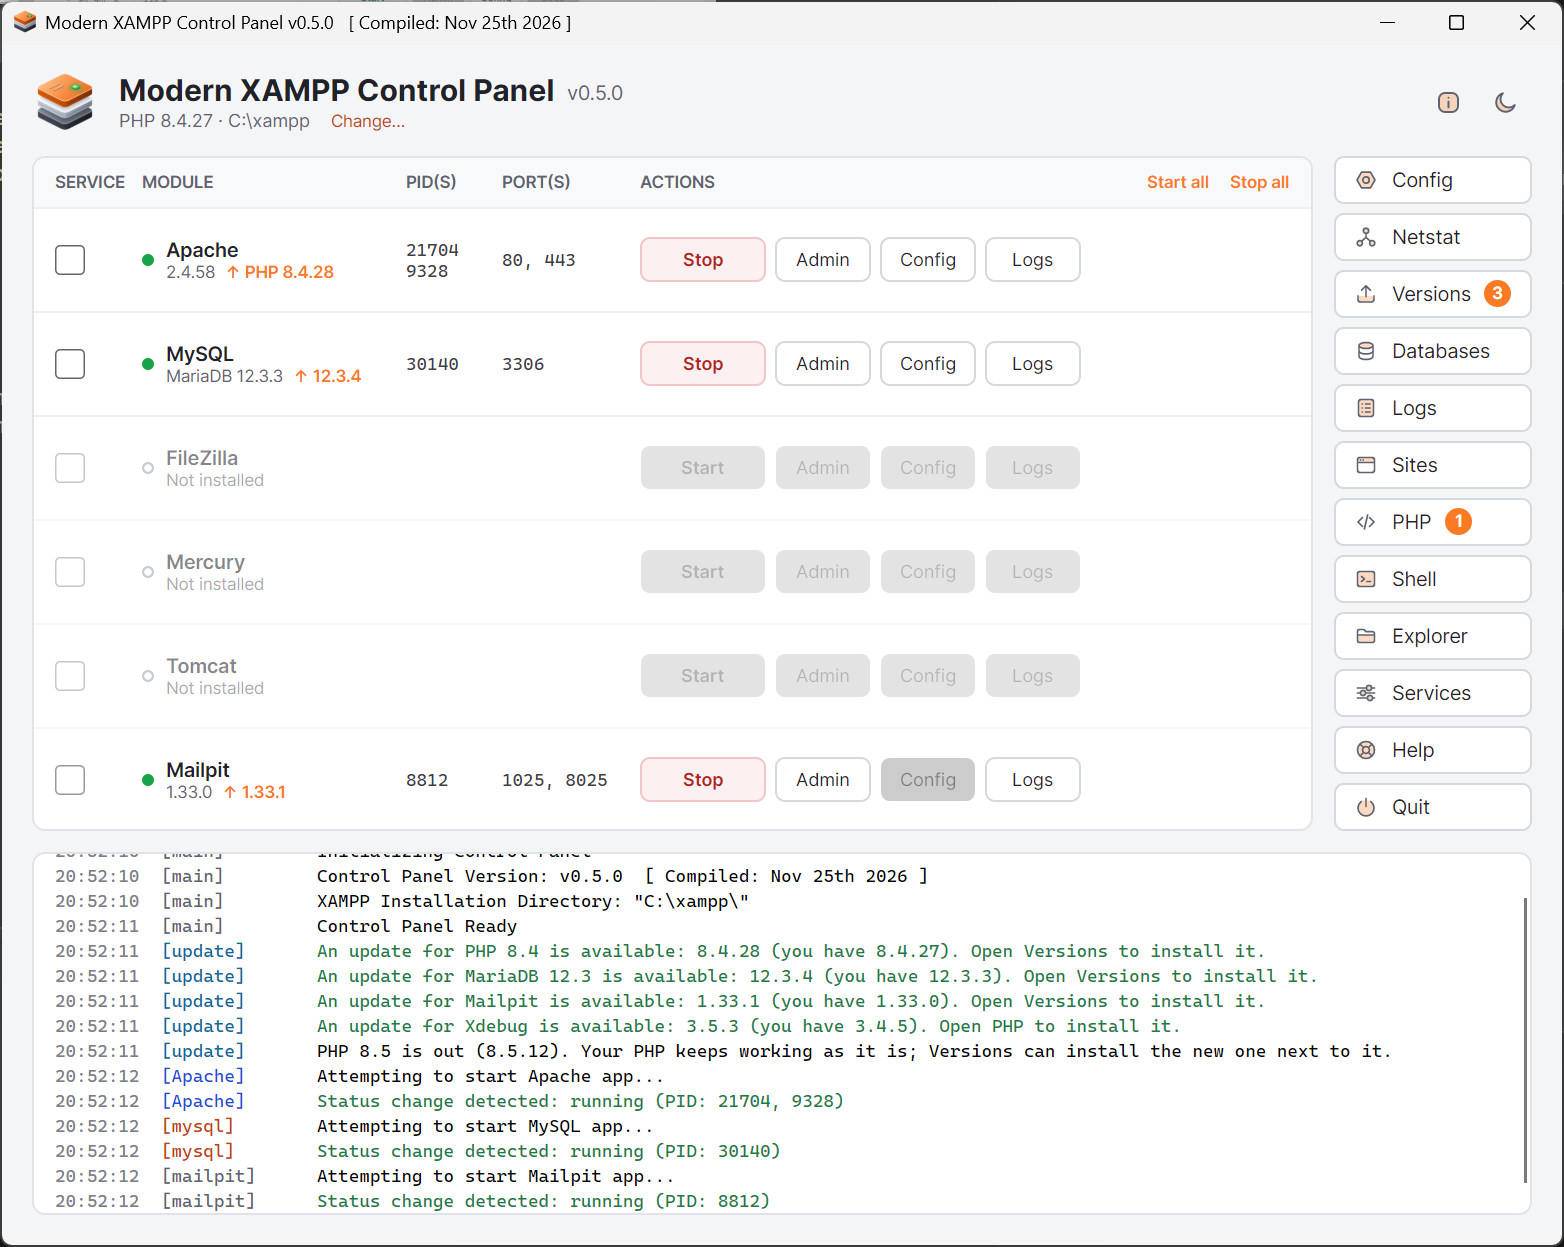 Modern XAMPP Control Panel v0.5.0 [ Compiled: Nov 25th 2026 ]
Modern XAMPP Control Panel v0.5.0
PHP 8.4.27 · C:\xampp Change...
SERVICE MODULE PID(S) PORT(S) ACTIONS Start all Stop all
Apache
2.4.58 ↑ PHP 8.4.28
21704
9328
80, 443
Stop Admin Config Logs
MySQL
MariaDB 12.3.3 ↑ 12.3.4
30140 3306
Stop Admin Config Logs
FileZilla
Not installed
Start Admin Config Logs
Mercury
Not installed
Start Admin Config Logs
Tomcat
Not installed
Start Admin Config Logs
Mailpit
1.33.0 ↑ 1.33.1
8812 1025, 8025
Stop Admin Config Logs
Config
Netstat
Versions 3
Databases
Logs
Sites
PHP 1
Shell
Explorer
Services
Help
Quit
20:52:10 [main] Initializing Control Panel
20:52:10 [main] Control Panel Version: v0.5.0 [ Compiled: Nov 25th 2026 ]
20:52:10 [main] XAMPP Installation Directory: "C:\xampp\"
20:52:11 [main] Control Panel Ready
20:52:11 [update] An update for PHP 8.4 is available: 8.4.28 (you have 8.4.27). Open Versions to install it.
20:52:11 [update] An update for MariaDB 12.3 is available: 12.3.4 (you have 12.3.3). Open Versions to install it.
20:52:11 [update] An update for Mailpit is available: 1.33.1 (you have 1.33.0). Open Versions to install it.
20:52:11 [update] An update for Xdebug is available: 3.5.3 (you have 3.4.5). Open PHP to install it.
20:52:11 [update] PHP 8.5 is out (8.5.12). Your PHP keeps working as it is; Versions can install the new one next to it.
20:52:12 [Apache] Attempting to start Apache app...
20:52:12 [Apache] Status change detected: running (PID: 21704, 9328)
20:52:12 [mysql] Attempting to start MySQL app...
20:52:12 [mysql] Status change detected: running (PID: 30140)
20:52:12 [mailpit] Attempting to start Mailpit app...
20:52:12 [mailpit] Status change detected: running (PID: 8812)